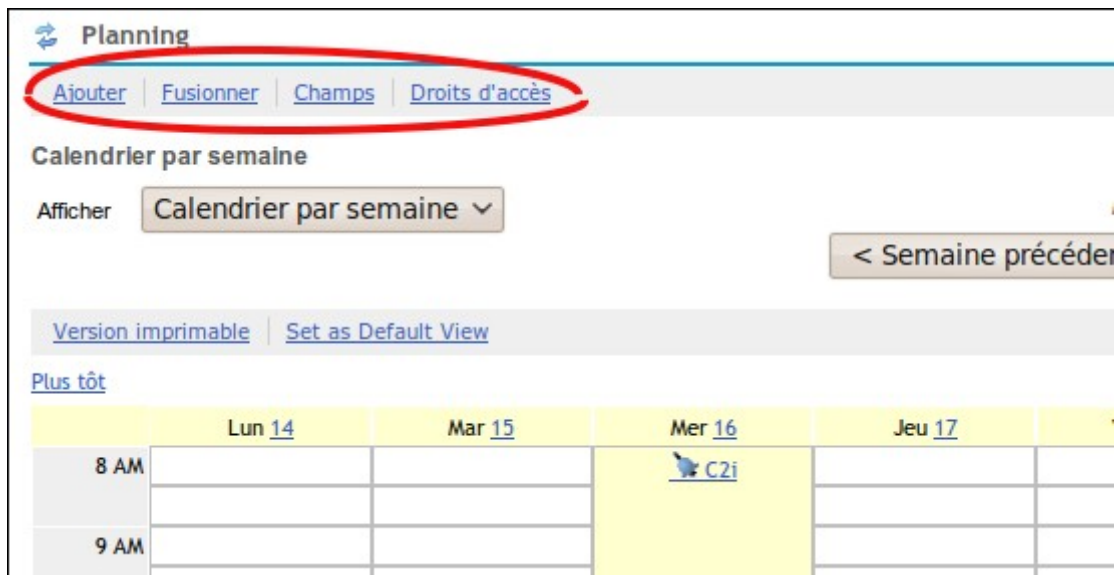 Planning
Ajouter Fusionner Champs Droits d'accès
Calendrier par semaine
Afficher Calendrier par semaine
< Semaine précéder
Version imprimable Set as Default View
Plus tôt
Lun 14 Mar 15 Mer 16 Jeu 17
8 AM C2i
9 AM